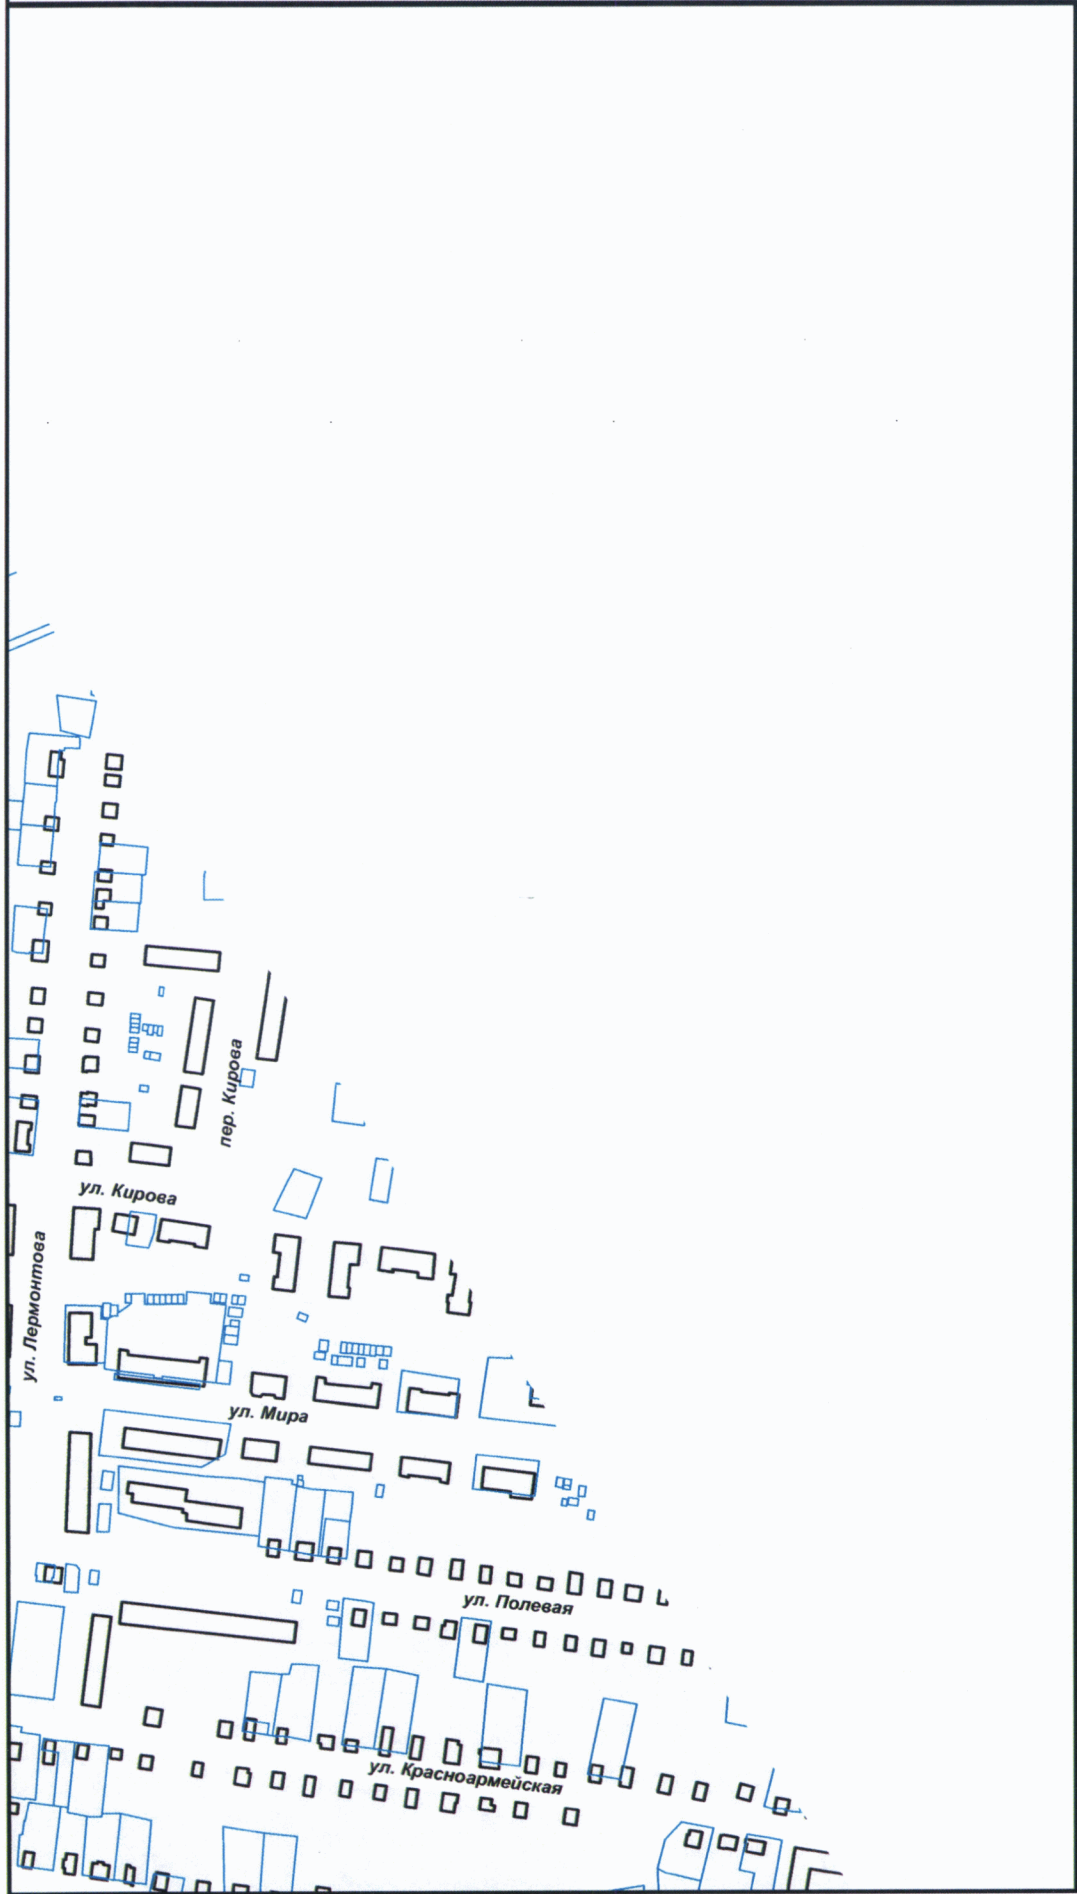 пер. Кирова
ул. Кирова
ул. Лермонтова
ул. Мира
ул. Полевая
ул. Красноармейская